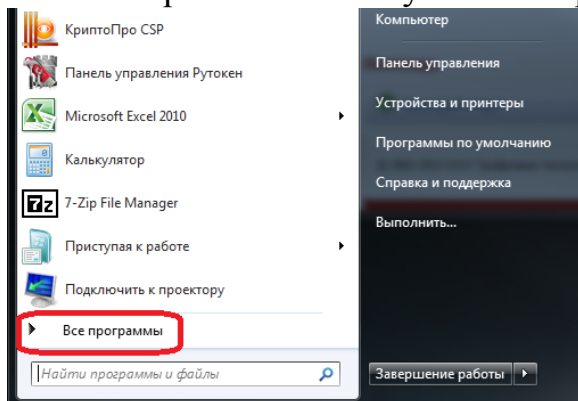 КриптоПро CSP
Панель управления Рутокен
Microsoft Excel 2010
Калькулятор
7z 7-Zip File Manager
Приступая к работе
Подключить к проектору
Все программы
Найти программы и файлы
Компьютер
Панель управления
Устройства и принтеры
Программы по умолчанию
Справка и поддержка
Выполнить...
Завершение работы